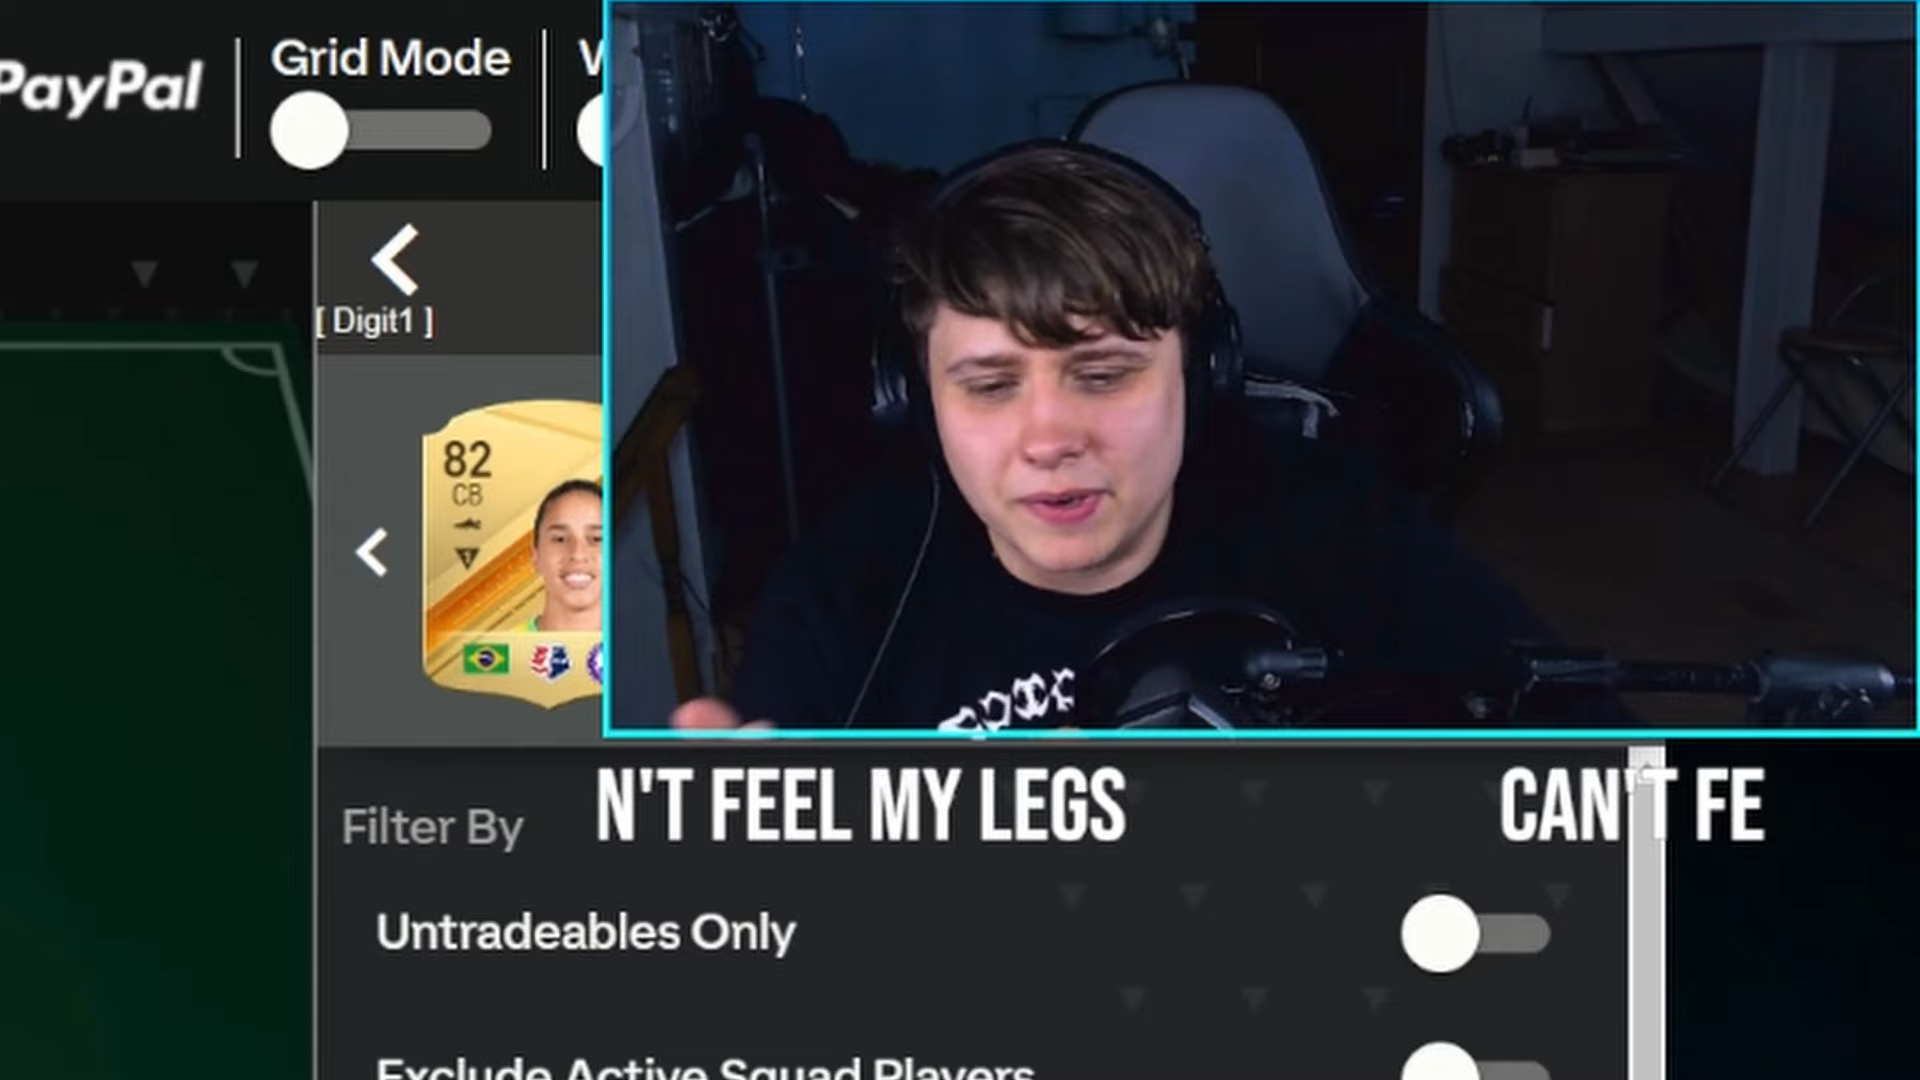 PayPal
Grid Mode
[ Digit1 ]
82
CB
Filter By
N'T FEEL MY LEGS
CAN'T FE
Untradeables Only
Exclude Active Squad Players